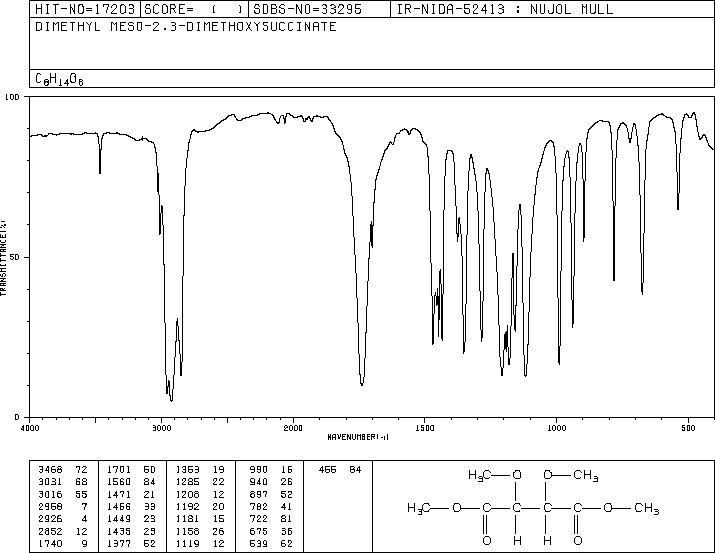 HIT-NO=17203 SCORE= ( ) SDBS-NO=33295 IR-NIDA-52413 : NUJOL MULL
DIMETHYL MESO-2.3-DIMETHOXYSUCCINATE
C8H14O6
100
50
0
TRANSMITTANCE(%)
4000 3000 2000 1500 1000 500
WAVENUMBER(-1)
3468 72 1701 50 1353 19 990 16 466 84
3031 68 1560 84 1285 22 940 26
3016 55 1471 21 1208 12 897 52
2958 7 1456 33 1192 20 782 41
2926 4 1449 23 1181 15 722 81
2852 12 1435 23 1158 26 675 36
1740 9 1377 52 1119 12 539 62
H3C O O CH3
H3C O C C C C O CH3
O H H O